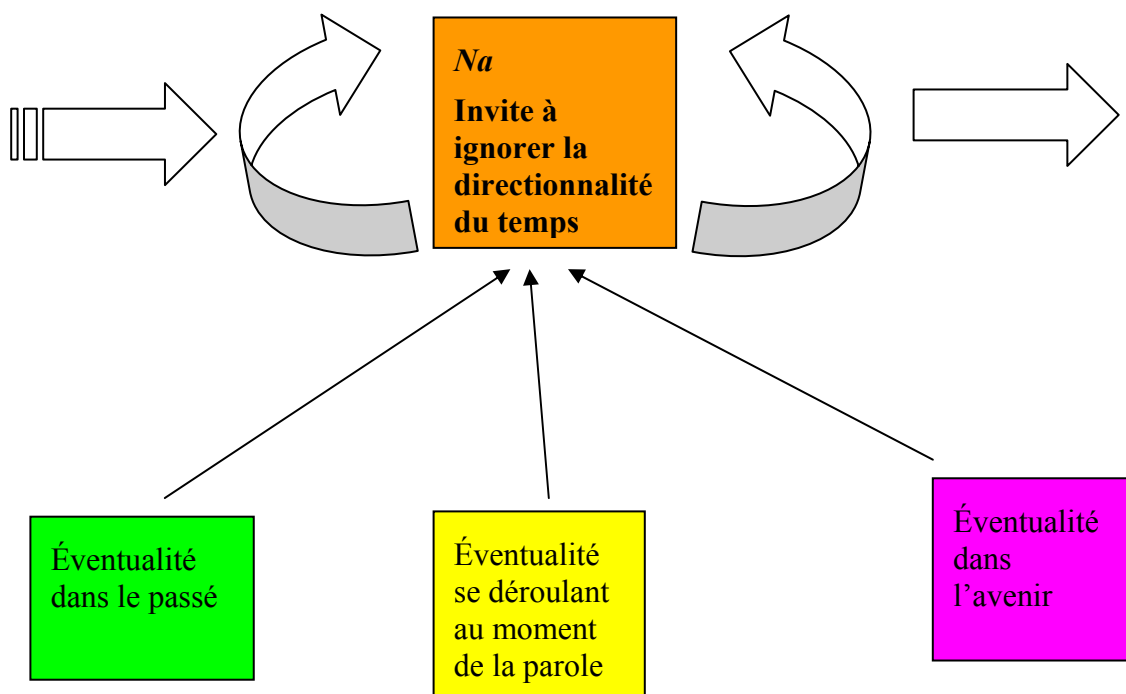 Na
Invite à
ignorer la
directionnalité
du temps
Éventualité
dans le passé
Éventualité
se déroulant
au moment
de la parole
Éventualité
dans
l’avenir